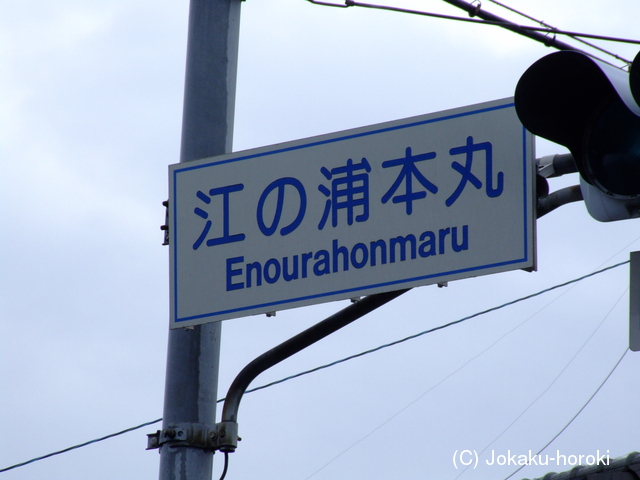 江の浦本丸
Enourahonmaru
(C) Jokaku-horoki